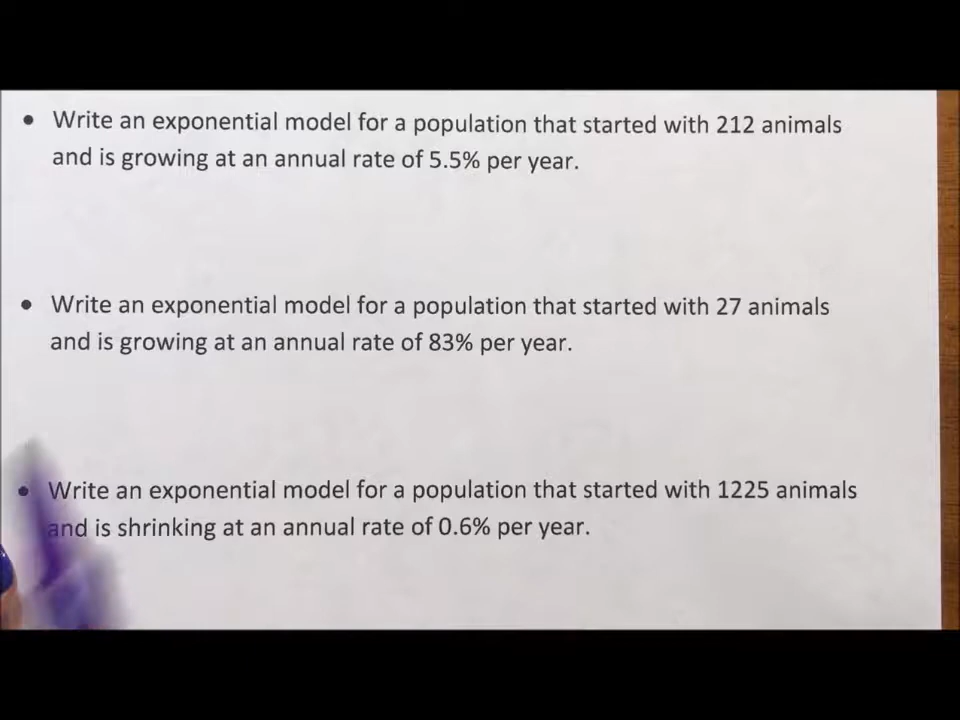 • Write an exponential model for a population that started with 212 animals
and is growing at an annual rate of 5.5% per year.
• Write an exponential model for a population that started with 27 animals
and is growing at an annual rate of 83% per year.
• Write an exponential model for a population that started with 1225 animals
and is shrinking at an annual rate of 0.6% per year.